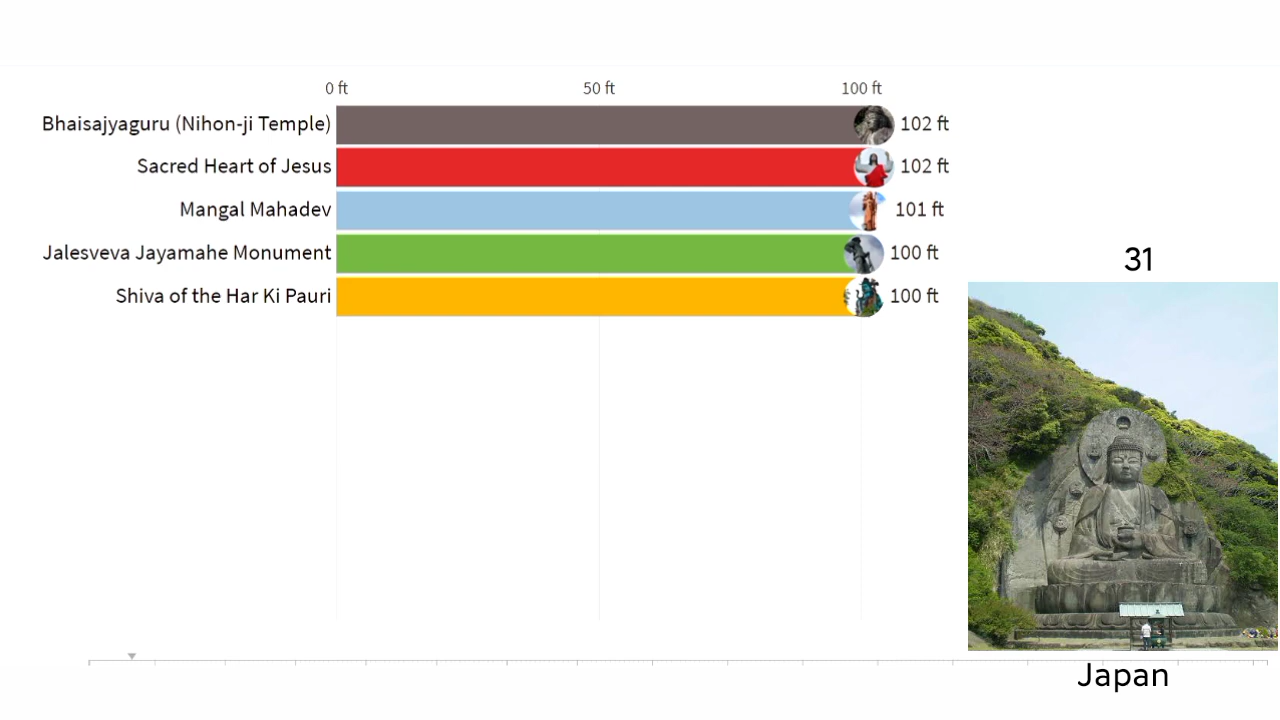 0 ft 50 ft 100 ft
Bhaisajyaguru (Nihon-ji Temple) 102 ft
Sacred Heart of Jesus 102 ft
Mangal Mahadev 101 ft
Jalesveva Jayamahe Monument 100 ft
Shiva of the Har Ki Pauri 100 ft
31
Japan